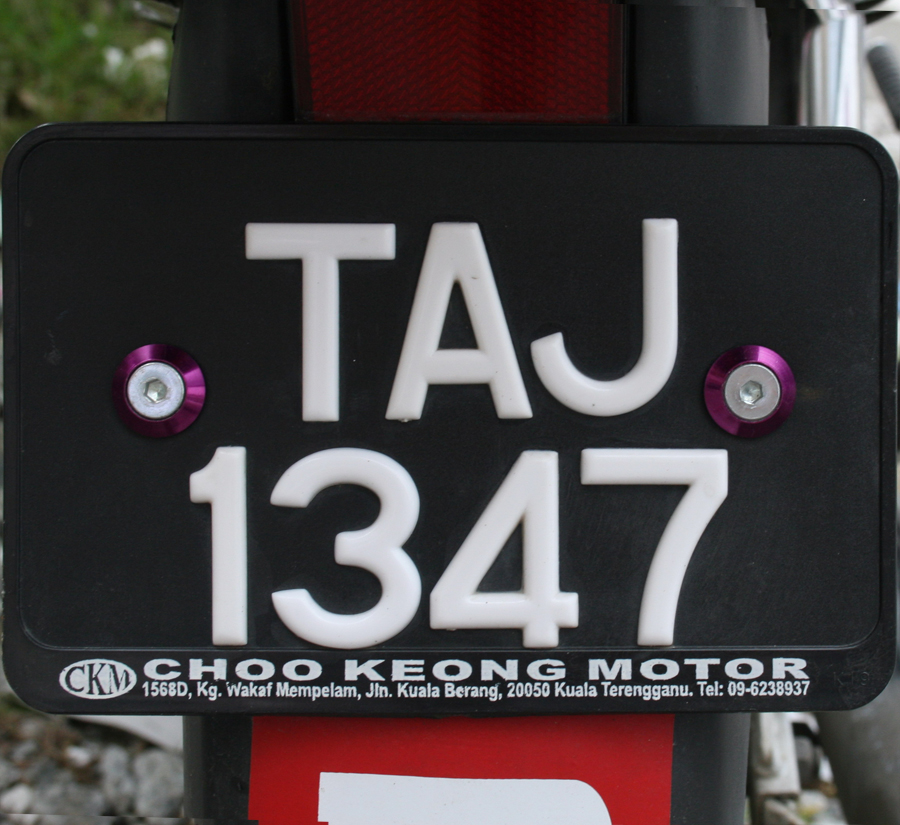 TAJ
1347
CKM CHOO KEONG MOTOR
1568D, Kg. Wakaf Mempelam, Jln. Kuala Berang, 20050 Kuala Terengganu. Tel: 09-6238937